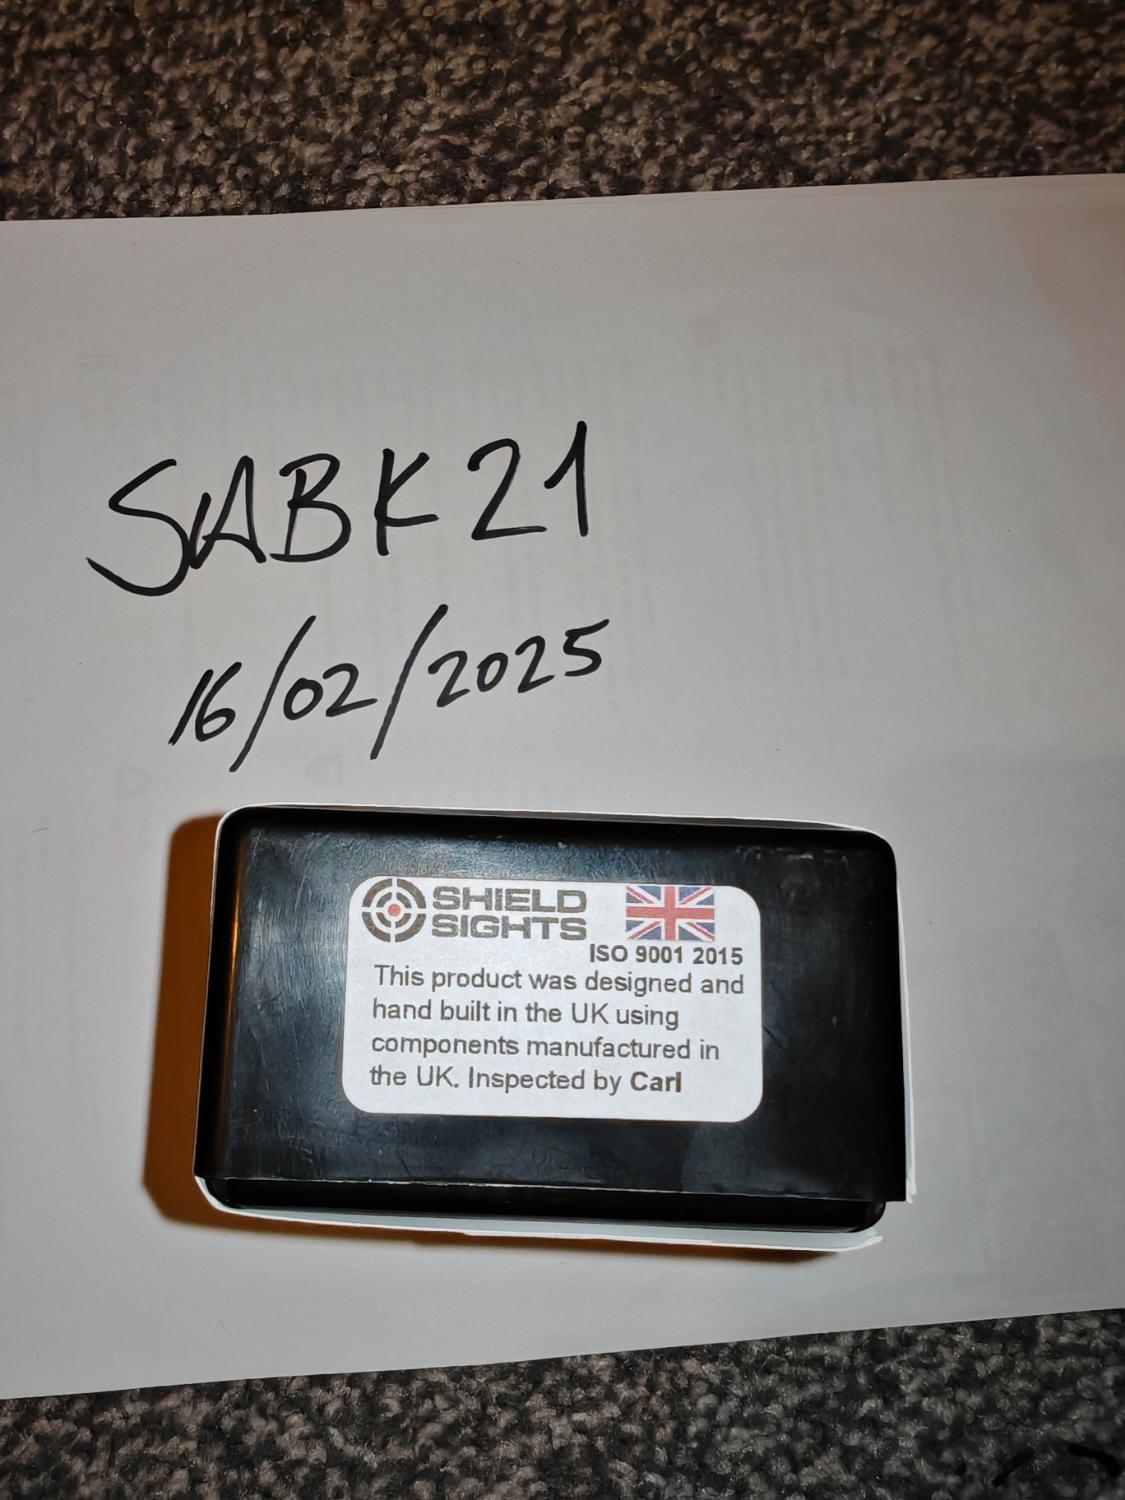 SABK21
16/02/2025
SHIELD
SIGHTS
ISO 9001 2015
This product was designed and
hand built in the UK using
components manufactured in
the UK. Inspected by Carl